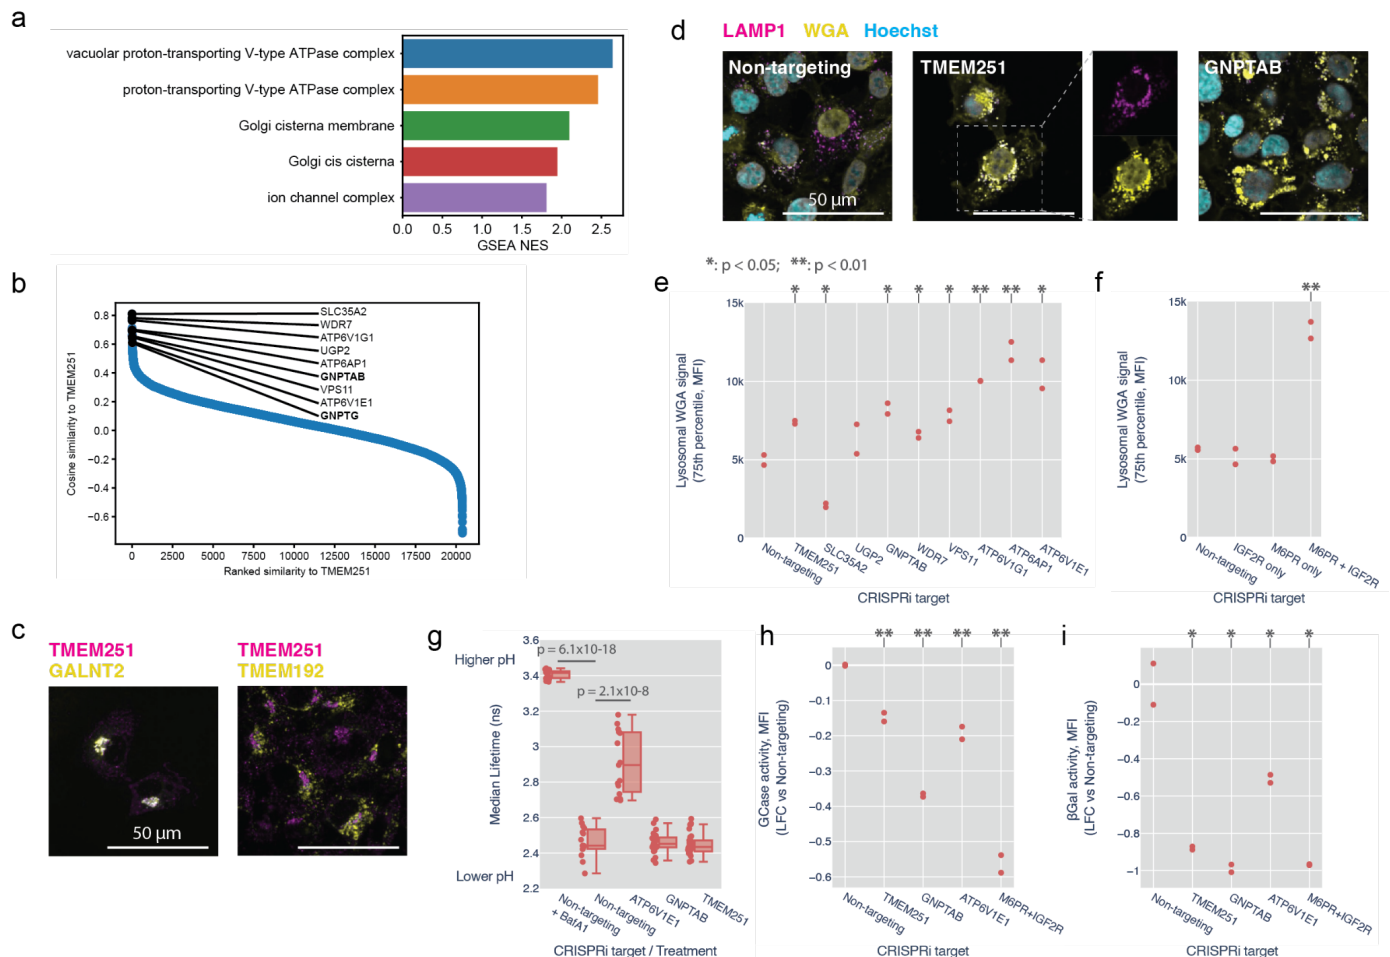 a
vacuolar proton-transporting V-type ATPase complex
proton-transporting V-type ATPase complex
Golgi cisterna membrane
Golgi cis cisterna
ion channel complex
0.0 0.5 1.0 1.5 2.0 2.5
GSEA NES
b
Cosine similarity to TMEM251
0.8
0.6
0.4
0.2
0.0
−0.2
−0.4
−0.6
SLC35A2
WDR7
ATP6V1G1
UGP2
ATP6AP1
GNPTAB
VPS11
ATP6V1E1
GNPTG
0 2500 5000 7500 10000 12500 15000 17500 20000
Ranked similarity to TMEM251
c
TMEM251
GALNT2
50 µm
TMEM251
TMEM192
d
LAMP1 WGA Hoechst
Non-targeting
50 µm
TMEM251
GNPTAB
*: p < 0.05; **: p < 0.01
e
* * * * * ** ** *
Lysosomal WGA signal
(75th percentile, MFI)
15k
10k
5k
0
Non-targeting
TMEM251
SLC35A2
UGP2
GNPTAB
WDR7
VPS11
ATP6V1G1
ATP6AP1
ATP6V1E1
CRISPRi target
f
**
Lysosomal WGA signal
(75th percentile, MFI)
15k
10k
5k
0
Non-targeting
IGF2R only
M6PR only
M6PR + IGF2R
CRISPRi target
g
Higher pH
Lower pH
Median Lifetime (ns)
3.6
3.4
3.2
3
2.8
2.6
2.4
2.2
p = 6.1x10-18
p = 2.1x10-8
Non-targeting
+ BafA1
Non-targeting
ATP6V1E1
GNPTAB
TMEM251
CRISPRi target / Treatment
h
** ** ** **
GCase activity, MFI
(LFC vs Non-targeting)
0
−0.1
−0.2
−0.3
−0.4
−0.5
−0.6
Non-targeting
TMEM251
GNPTAB
ATP6V1E1
M6PR+IGF2R
CRISPRi target
i
* * * *
βGal activity, MFI
(LFC vs Non-targeting)
0
−0.2
−0.4
−0.6
−0.8
−1
Non-targeting
TMEM251
GNPTAB
ATP6V1E1
M6PR+IGF2R
CRISPRi target